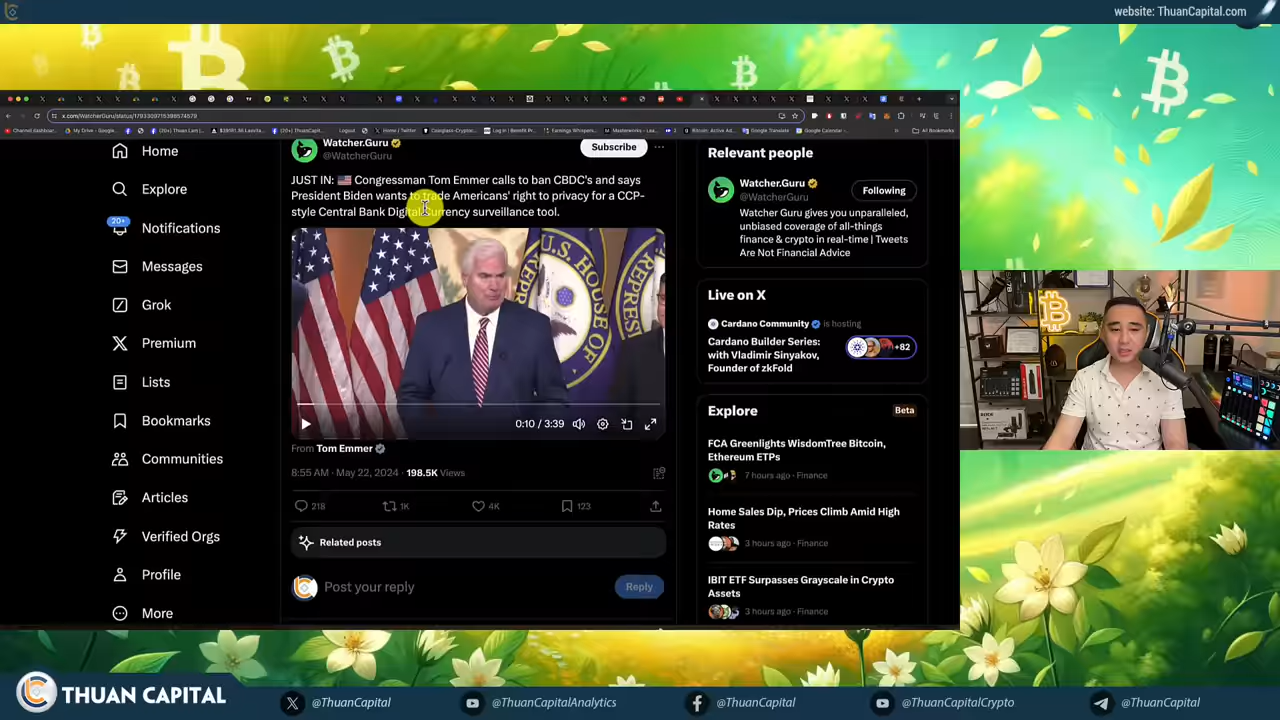 website: ThuanCapital.com
x.com/WatcherGuru/status/1793309716396574579
Home
Explore
20+
Notifications
Messages
Grok
Premium
Lists
Bookmarks
Communities
Articles
Verified Orgs
Profile
More
Watcher.Guru
@WatcherGuru
Subscribe
JUST IN: 🇺🇸 Congressman Tom Emmer calls to ban CBDC's and says
President Biden wants to trade Americans' right to privacy for a CCP-
style Central Bank Digital Currency surveillance tool.
0:10 / 3:39
From Tom Emmer
8:55 AM · May 22, 2024 · 198.5K Views
218 1K 4K 123
Related posts
Post your reply
Reply
Relevant people
Watcher.Guru
@WatcherGuru
Following
Watcher Guru gives you unparalleled,
unbiased coverage of all-things
finance & crypto in real-time | Tweets
Are Not Financial Advice
Live on X
Cardano Community is hosting
Cardano Builder Series:
with Vladimir Sinyakov,
Founder of zkFold
+82
Explore
Beta
FCA Greenlights WisdomTree Bitcoin,
Ethereum ETPs
7 hours ago · Finance
Home Sales Dip, Prices Climb Amid High
Rates
3 hours ago · Finance
IBIT ETF Surpasses Grayscale in Crypto
Assets
3 hours ago · Finance
THUAN CAPITAL
@ThuanCapital
@ThuanCapitalAnalytics
@ThuanCapital
@ThuanCapitalCrypto
@ThuanCapital